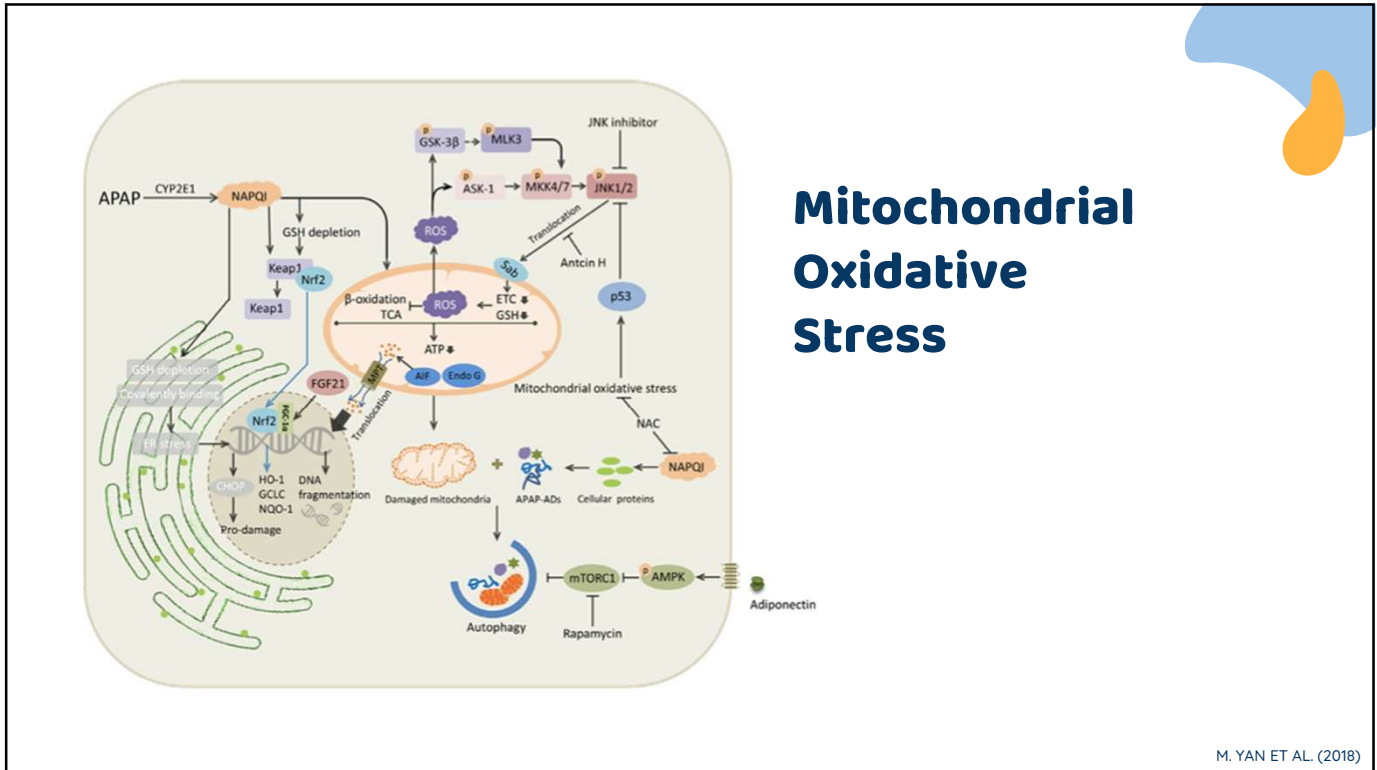 Mitochondrial
Oxidative
Stress
JNK inhibitor
p
GSK-3β
p
MLK3
p
ASK-1
p
MKK4/7
p
JNK1/2
APAP
CYP2E1
NAPQI
GSH depletion
ROS
Translocation
Antcin H
Keap1
Nrf2
Keap1
Sab
β-oxidation
TCA
ROS
ETC
GSH
p53
ATP
AIF
Endo G
MPT
Translocation
FGF21
Mitochondrial oxidative stress
NAC
GSH depletion
Covalently binding
ER stress
Nrf2
PGC-1α
CHOP
HO-1
GCLC
NQO-1
DNA
fragmentation
Pro-damage
Damaged mitochondria
+
APAP-ADs
Cellular proteins
NAPQI
Autophagy
mTORC1
p
AMPK
Rapamycin
Adiponectin
M. YAN ET AL. (2018)